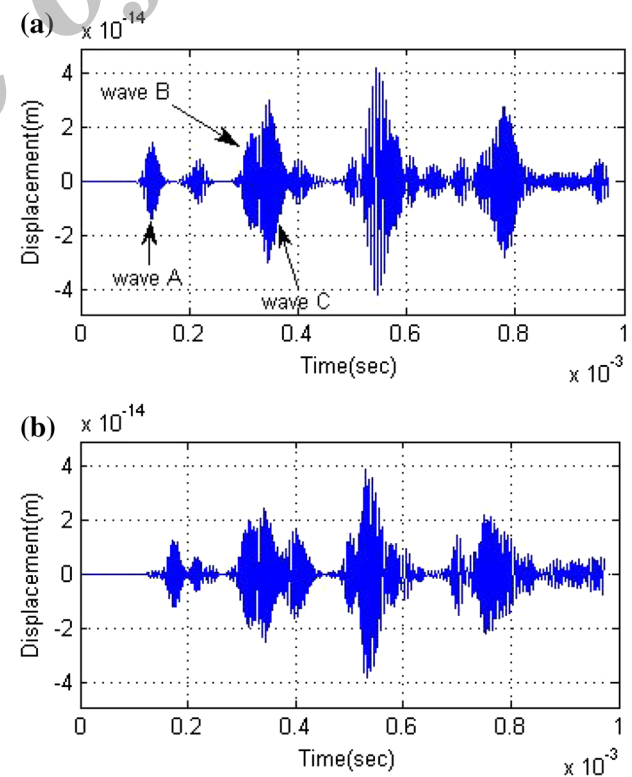 (a)
x 10-14
4
2
0
-2
-4
Displacement(m)
wave B
wave A
wave C
0
0.2
0.4
0.6
0.8
1
Time(sec)
x 10-3
(b)
x 10-14
4
2
0
-2
-4
Displacement(m)
0
0.2
0.4
0.6
0.8
1
Time(sec)
x 10-3